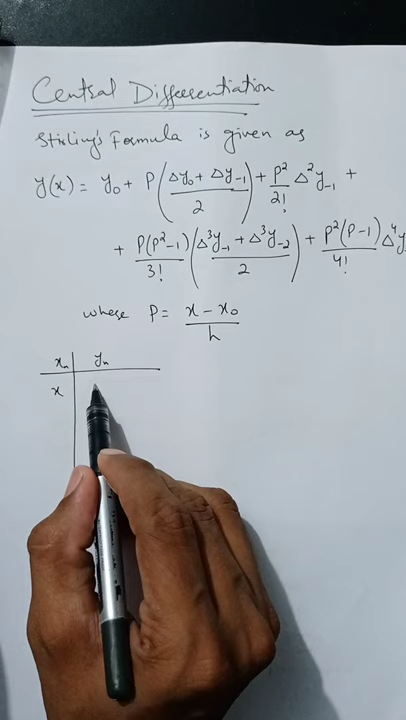 Central Differentiation
Stirling's Formula is given as
y(x) = y₀ + P(Δy₀ + Δy₋₁ / 2) + P²/2! Δ²y₋₁ +
+ P(P²-1)/3! (Δ³y₋₁ + Δ³y₋₂ / 2) + P²(P-1)/4! Δ⁴y
where P = x - x₀ / h
xₙ yₙ
x